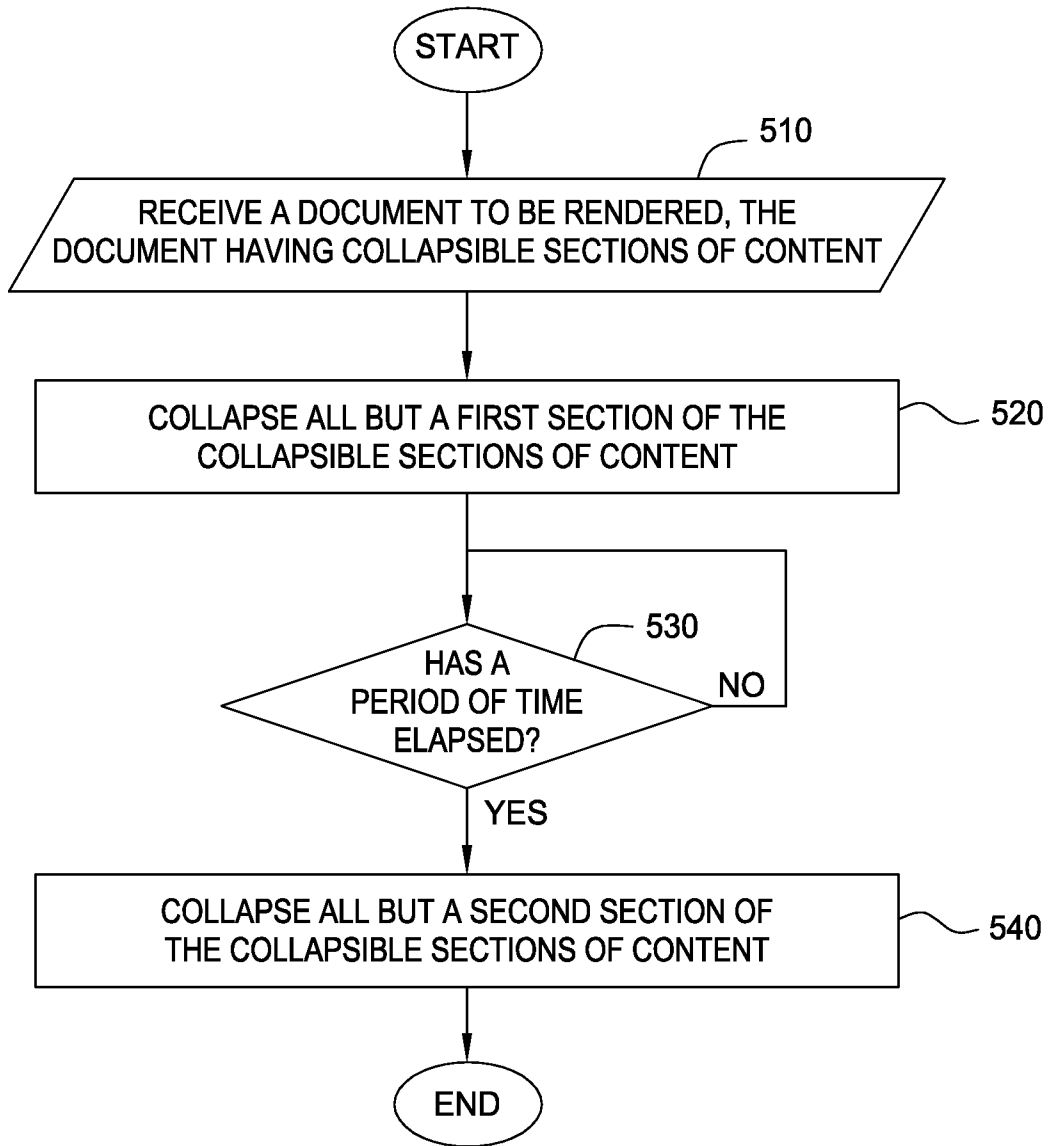 START
510
RECEIVE A DOCUMENT TO BE RENDERED, THE
DOCUMENT HAVING COLLAPSIBLE SECTIONS OF CONTENT
COLLAPSE ALL BUT A FIRST SECTION OF THE
COLLAPSIBLE SECTIONS OF CONTENT
520
530
HAS A
PERIOD OF TIME
ELAPSED?
NO
YES
COLLAPSE ALL BUT A SECOND SECTION OF
THE COLLAPSIBLE SECTIONS OF CONTENT
540
END